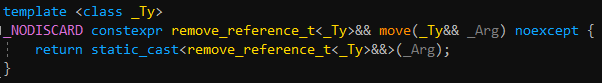 template <class _Ty>
_NODISCARD constexpr remove_reference_t<_Ty>&& move(_Ty&& _Arg) noexcept {
return static_cast<remove_reference_t<_Ty>&&>(_Arg);
}